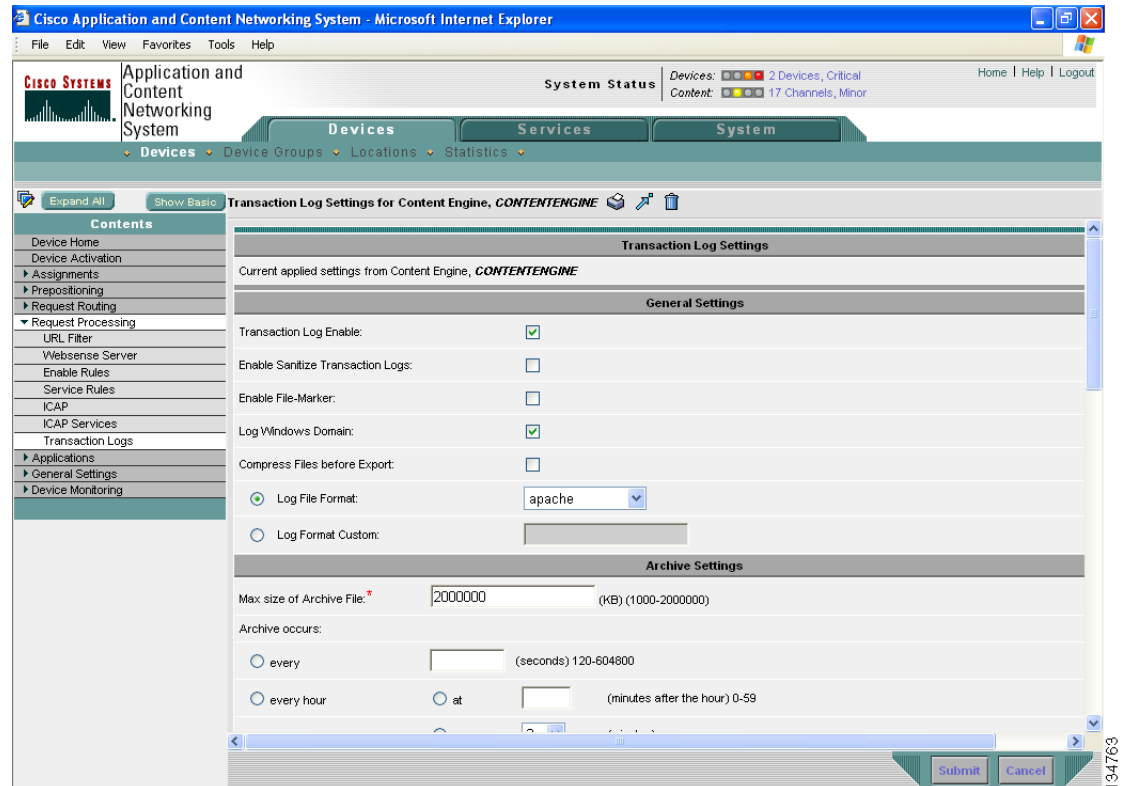 Cisco Application and Content Networking System - Microsoft Internet Explorer
File Edit View Favorites Tools Help
CISCO SYSTEMS
Application and
Content
Networking
System
System Status
Devices: 2 Devices, Critical
Content: 17 Channels, Minor
Home | Help | Logout
Devices Services System
Devices Device Groups Locations Statistics
Expand All Show Basic
Transaction Log Settings for Content Engine, CONTENTENGINE
Contents
Device Home
Device Activation
Assignments
Prepositioning
Request Routing
Request Processing
URL Filter
Websense Server
Enable Rules
Service Rules
ICAP
ICAP Services
Transaction Logs
Applications
General Settings
Device Monitoring
Transaction Log Settings
Current applied settings from Content Engine, CONTENTENGINE
General Settings
Transaction Log Enable:
Enable Sanitize Transaction Logs:
Enable File-Marker:
Log Windows Domain:
Compress Files before Export:
Log File Format: apache
Log Format Custom:
Archive Settings
Max size of Archive File:* 2000000 (KB) (1000-2000000)
Archive occurs:
every (seconds) 120-604800
every hour at (minutes after the hour) 0-59
Submit Cancel
134763